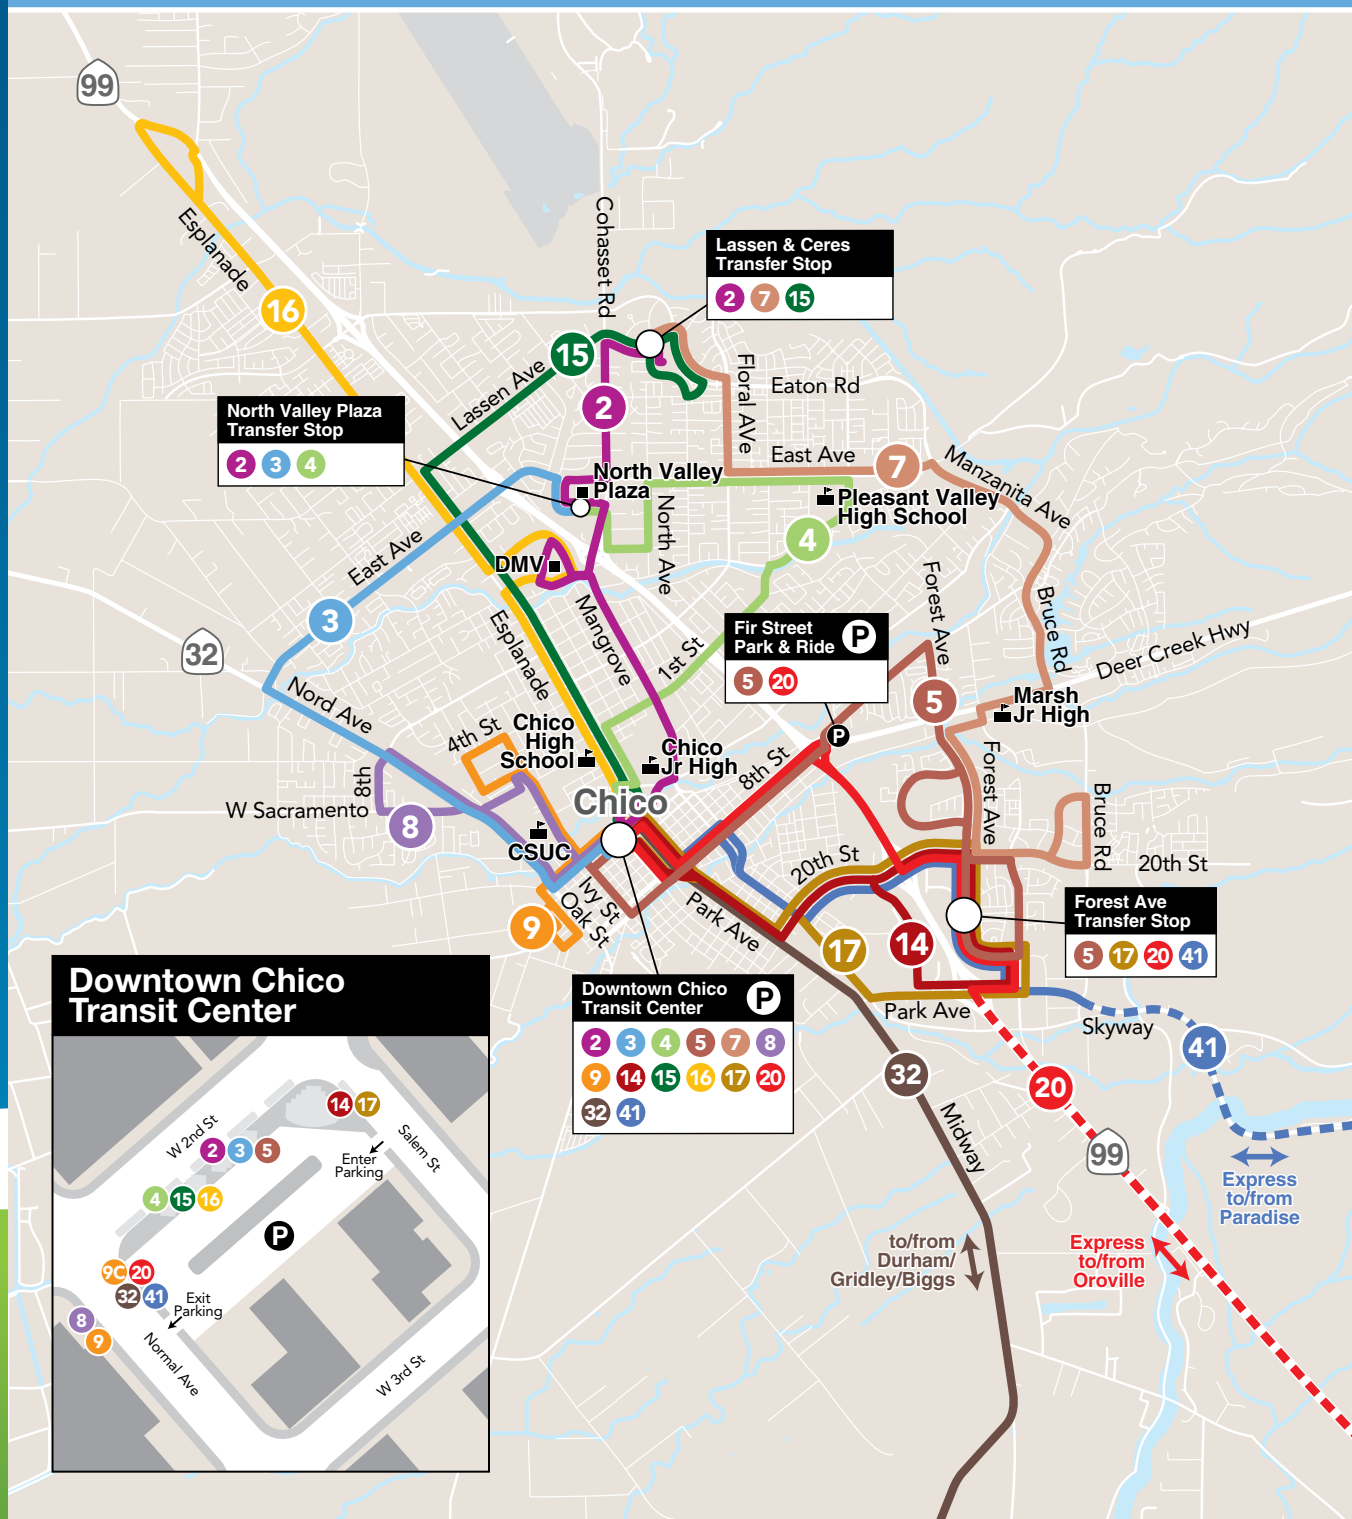 99
Esplanade
16
Cohasset Rd
Lassen & Ceres
Transfer Stop
2 7 15
15
Lassen Ave
2
Floral AVe
Eaton Rd
North Valley Plaza
Transfer Stop
2 3 4
North Valley
Plaza
East Ave
7
Manzanita Ave
Pleasant Valley
High School
North Ave
4
East Ave
DMV
3
Forest Ave
Bruce Rd
Esplanade
Mangrove
Fir Street
Park & Ride
P
5 20
1st St
32
Deer Creek Hwy
Nord Ave
5
Marsh
Jr High
4th St
Chico
High
School
Chico
Jr High
P
8th St
Forest Ave
8th
W Sacramento
8
Chico
CSUC
Bruce Rd
20th St
20th St
Ivy St
Oak St
9
Park Ave
17
14
Forest Ave
Transfer Stop
5 17 20 41
Downtown Chico
Transit Center
P
2 3 4 5 7 8
9 14 15 16 17 20
32 41
Park Ave
Skyway
41
32
20
Midway
99
Express
to/from
Paradise
to/from
Durham/
Gridley/Biggs
Express
to/from
Oroville
Downtown Chico
Transit Center
14 17
W 2nd St
2 3 5
Salem St
Enter
Parking
4 15 16
P
9C 20
32 41
Exit
Parking
8
9
Normal Ave
W 3rd St